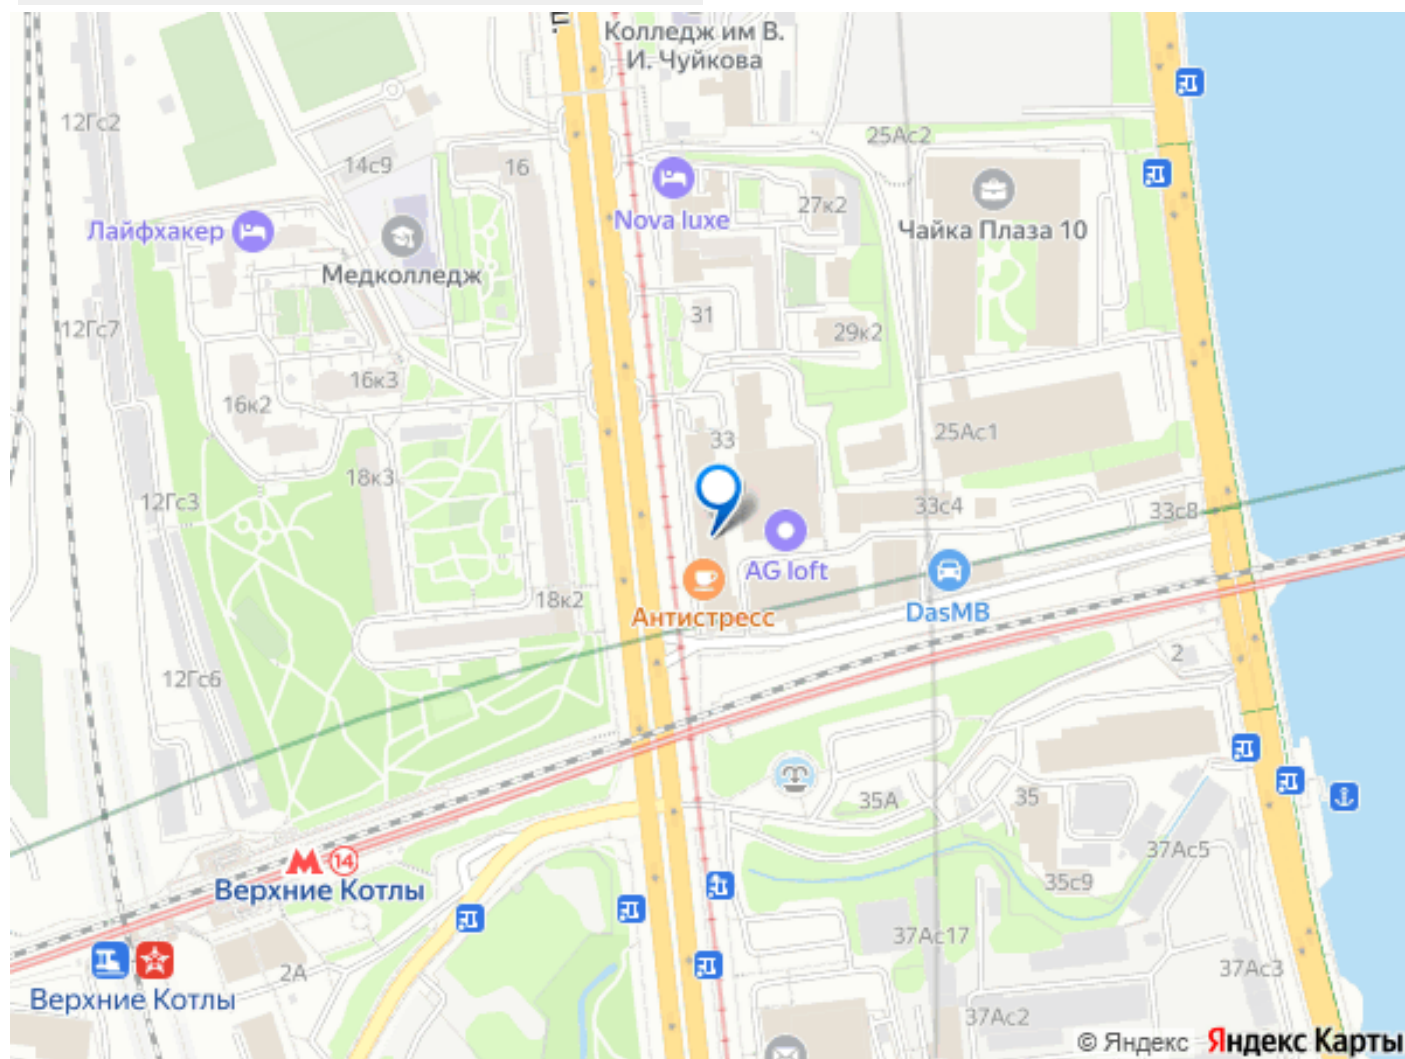 Ш.
Колледж им В.
И. Чуйкова
12Гс2
25Ас2
14с9
16
Nova luxe
27к2
Чайка Плаза 10
Лайфхакер
Медколледж
31
12Гс7
29к2
16к3
16к2
33
25Ас1
18к3
12Гс3
33с4
33с8
AG loft
18к2
Антистресс
DasMB
2
12Гс6
35А
35
М 14
Верхние Котлы
37Ас5
35с9
37Ас17
2А
37Ас3
Верхние Котлы
37Ас2
© Яндекс Яндекс Карты